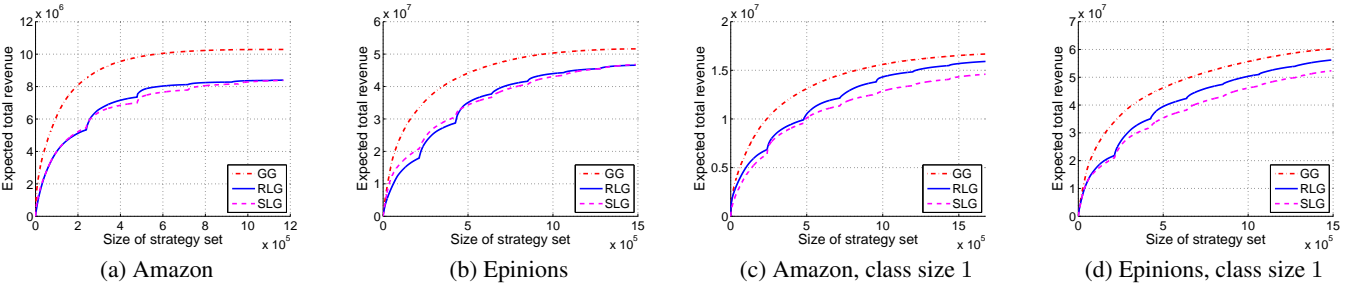 x 10^6
Expected total revenue
12
10
8
6
4
2
0
0 2 4 6 8 10 12
Size of strategy set
x 10^5
GG
RLG
SLG
(a) Amazon
x 10^7
Expected total revenue
6
5
4
3
2
1
0
0 5 10 15
Size of strategy set
x 10^5
GG
RLG
SLG
(b) Epinions
x 10^7
Expected total revenue
2
1.5
1
0.5
0
0 5 10 15
Size of strategy set
x 10^5
GG
RLG
SLG
(c) Amazon, class size 1
x 10^7
Expected total revenue
7
6
5
4
3
2
1
0
0 5 10 15
Size of strategy set
x 10^5
GG
RLG
SLG
(d) Epinions, class size 1